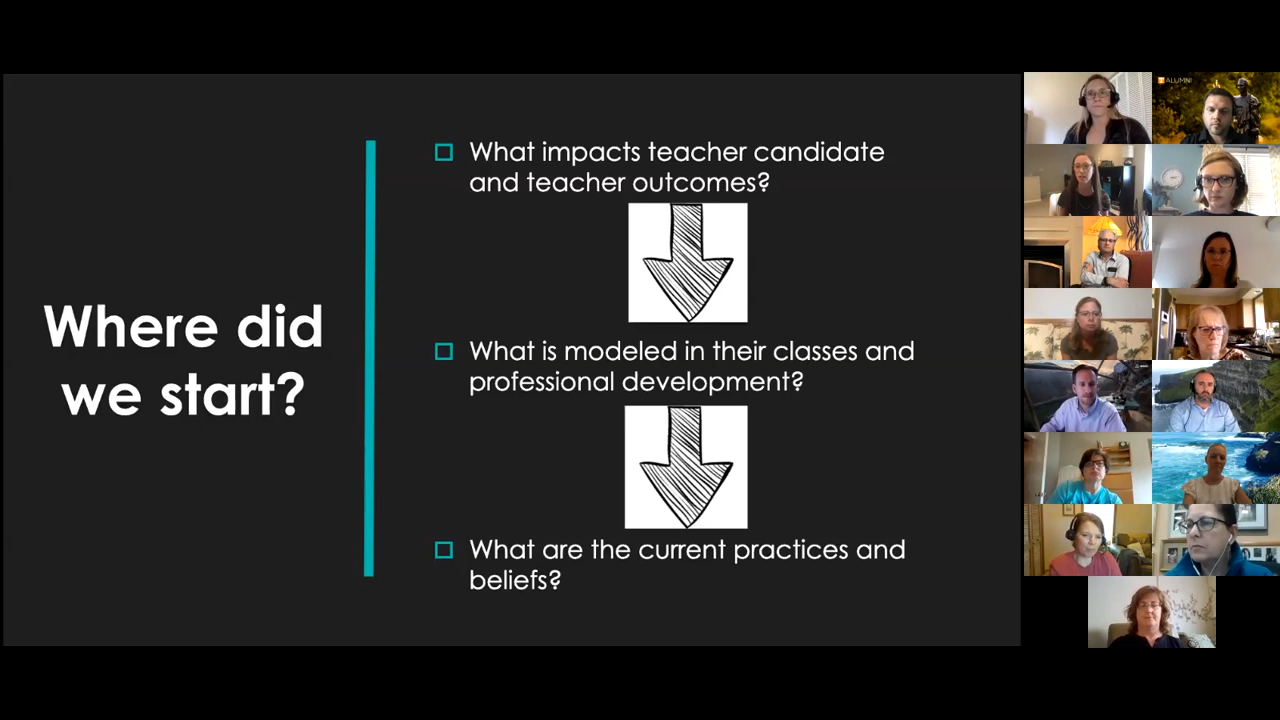 Where did
we start?
What impacts teacher candidate
and teacher outcomes?
What is modeled in their classes and
professional development?
What are the current practices and
beliefs?
ALUMNI